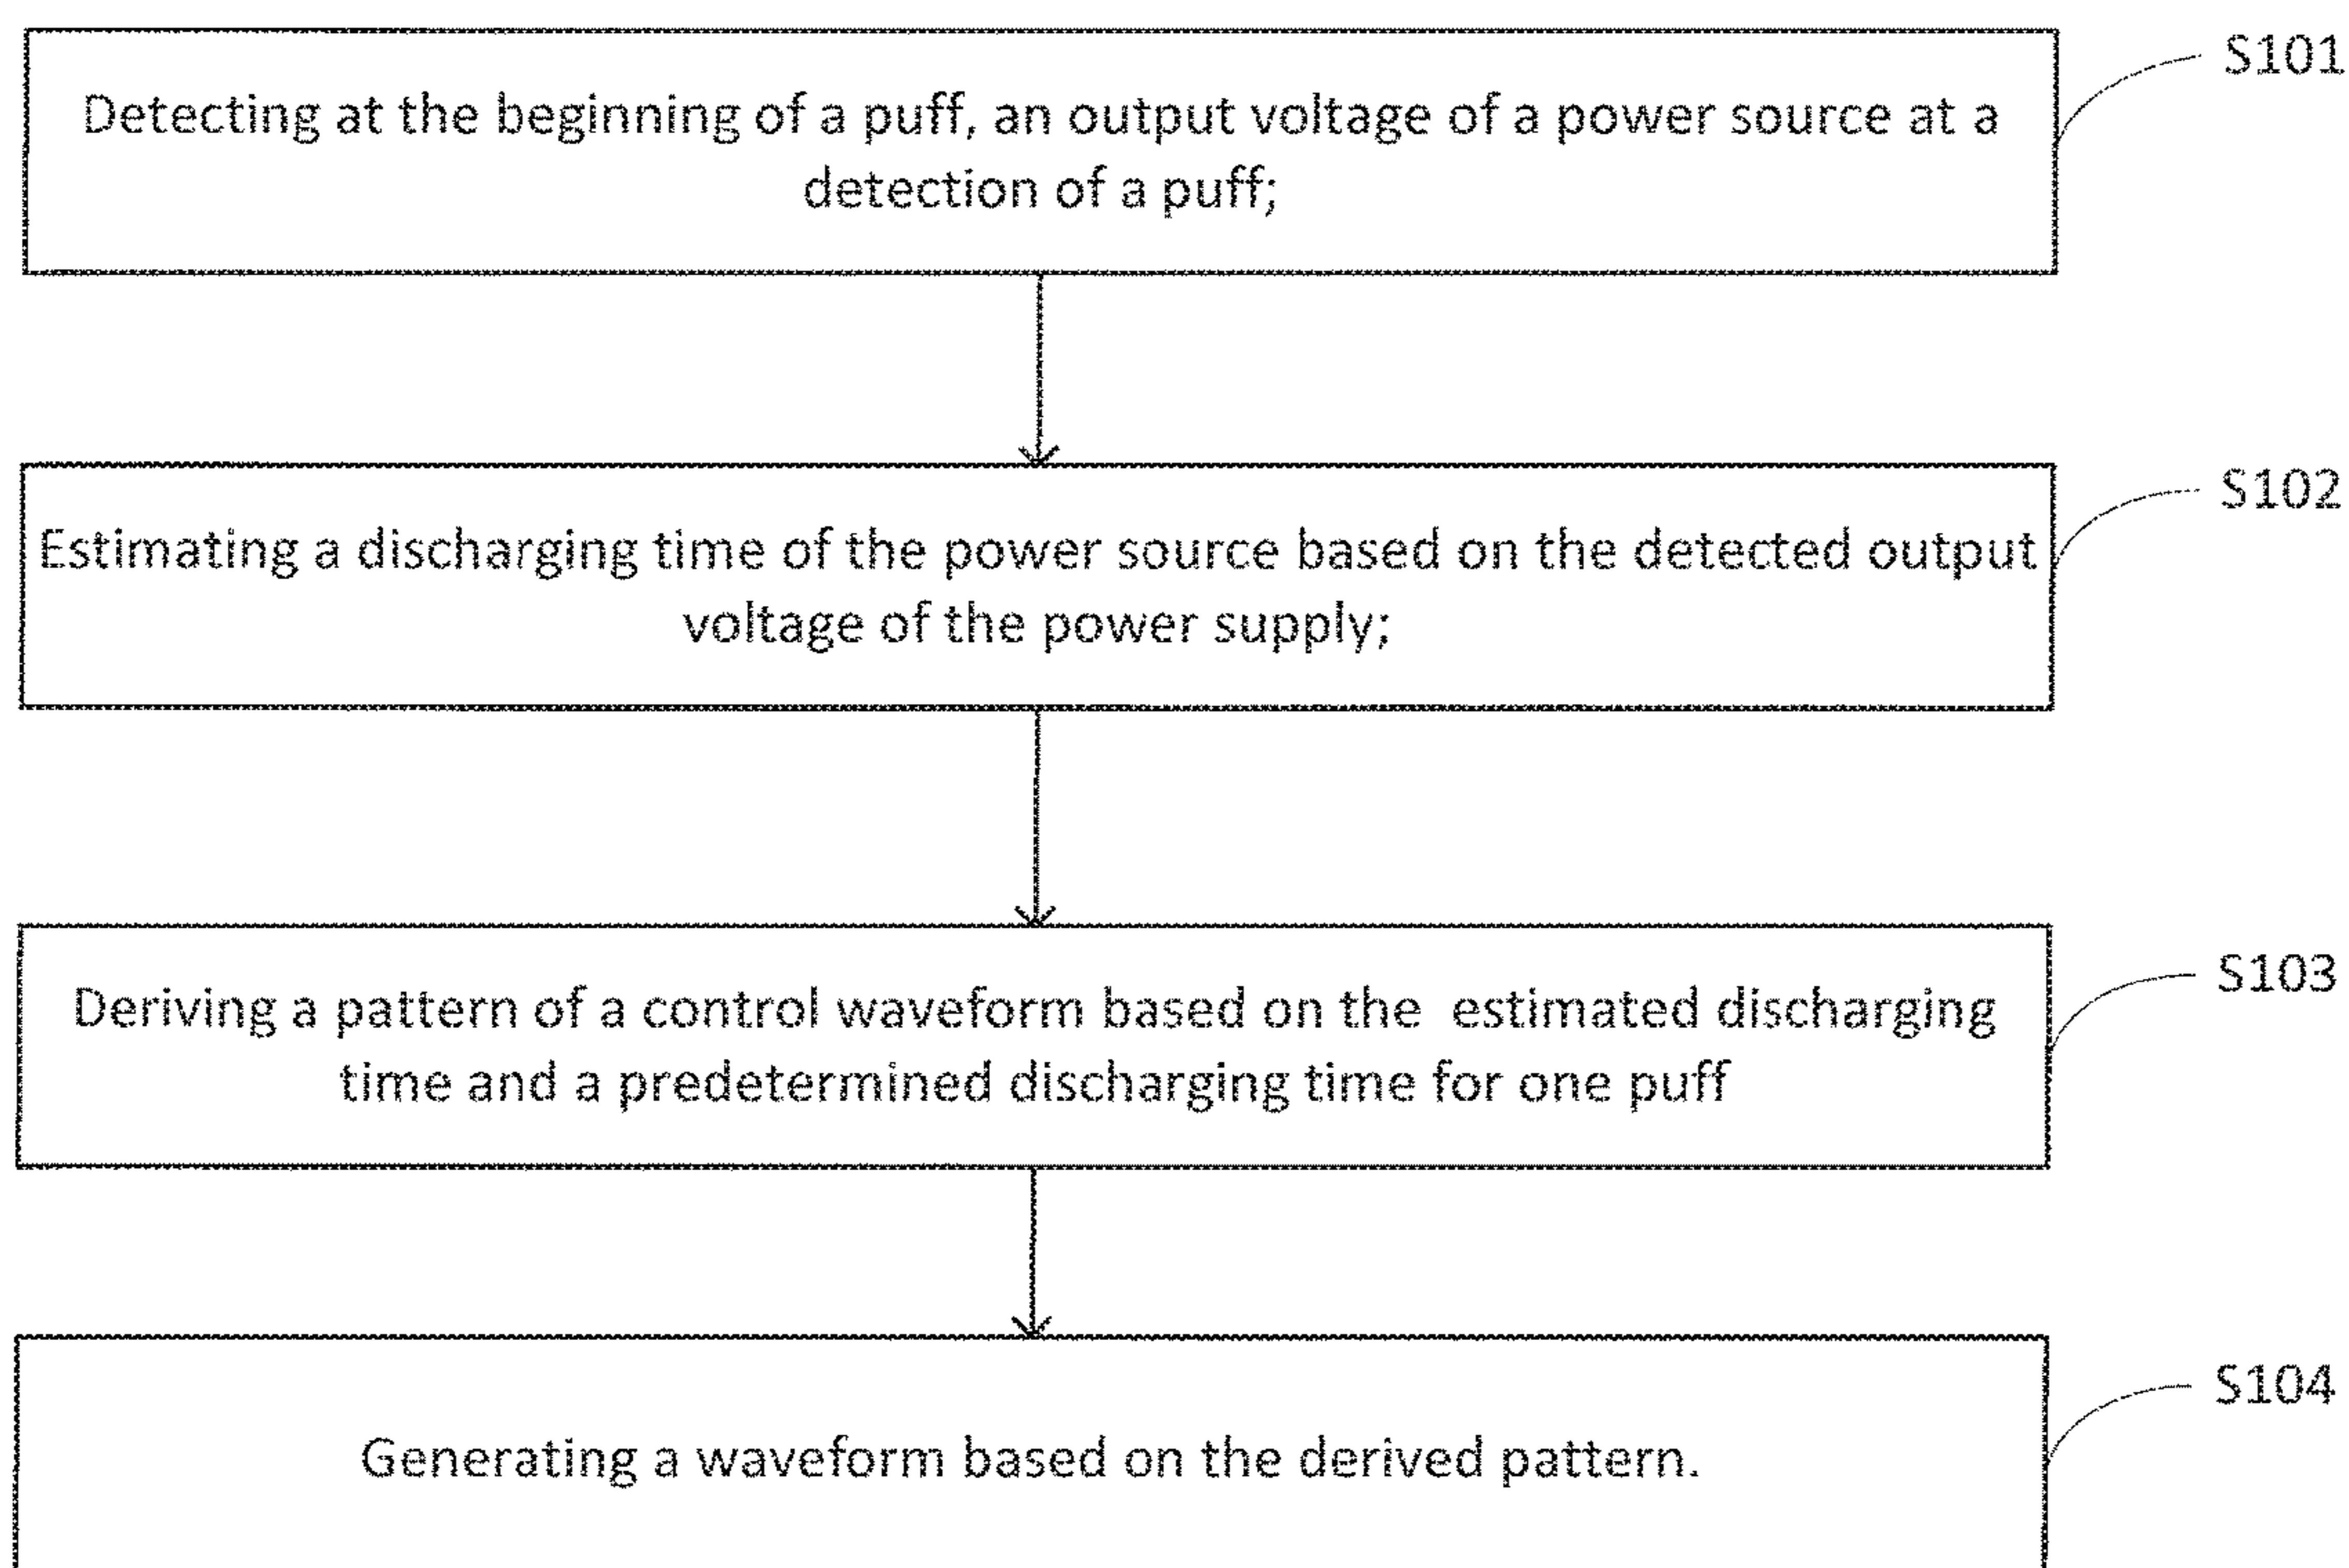 S101
Detecting at the beginning of a puff, an output voltage of a power source at a
detection of a puff;
S102
Estimating a discharging time of the power source based on the detected output
voltage of the power supply;
S103
Deriving a pattern of a control waveform based on the estimated discharging
time and a predetermined discharging time for one puff
S104
Generating a waveform based on the derived pattern.